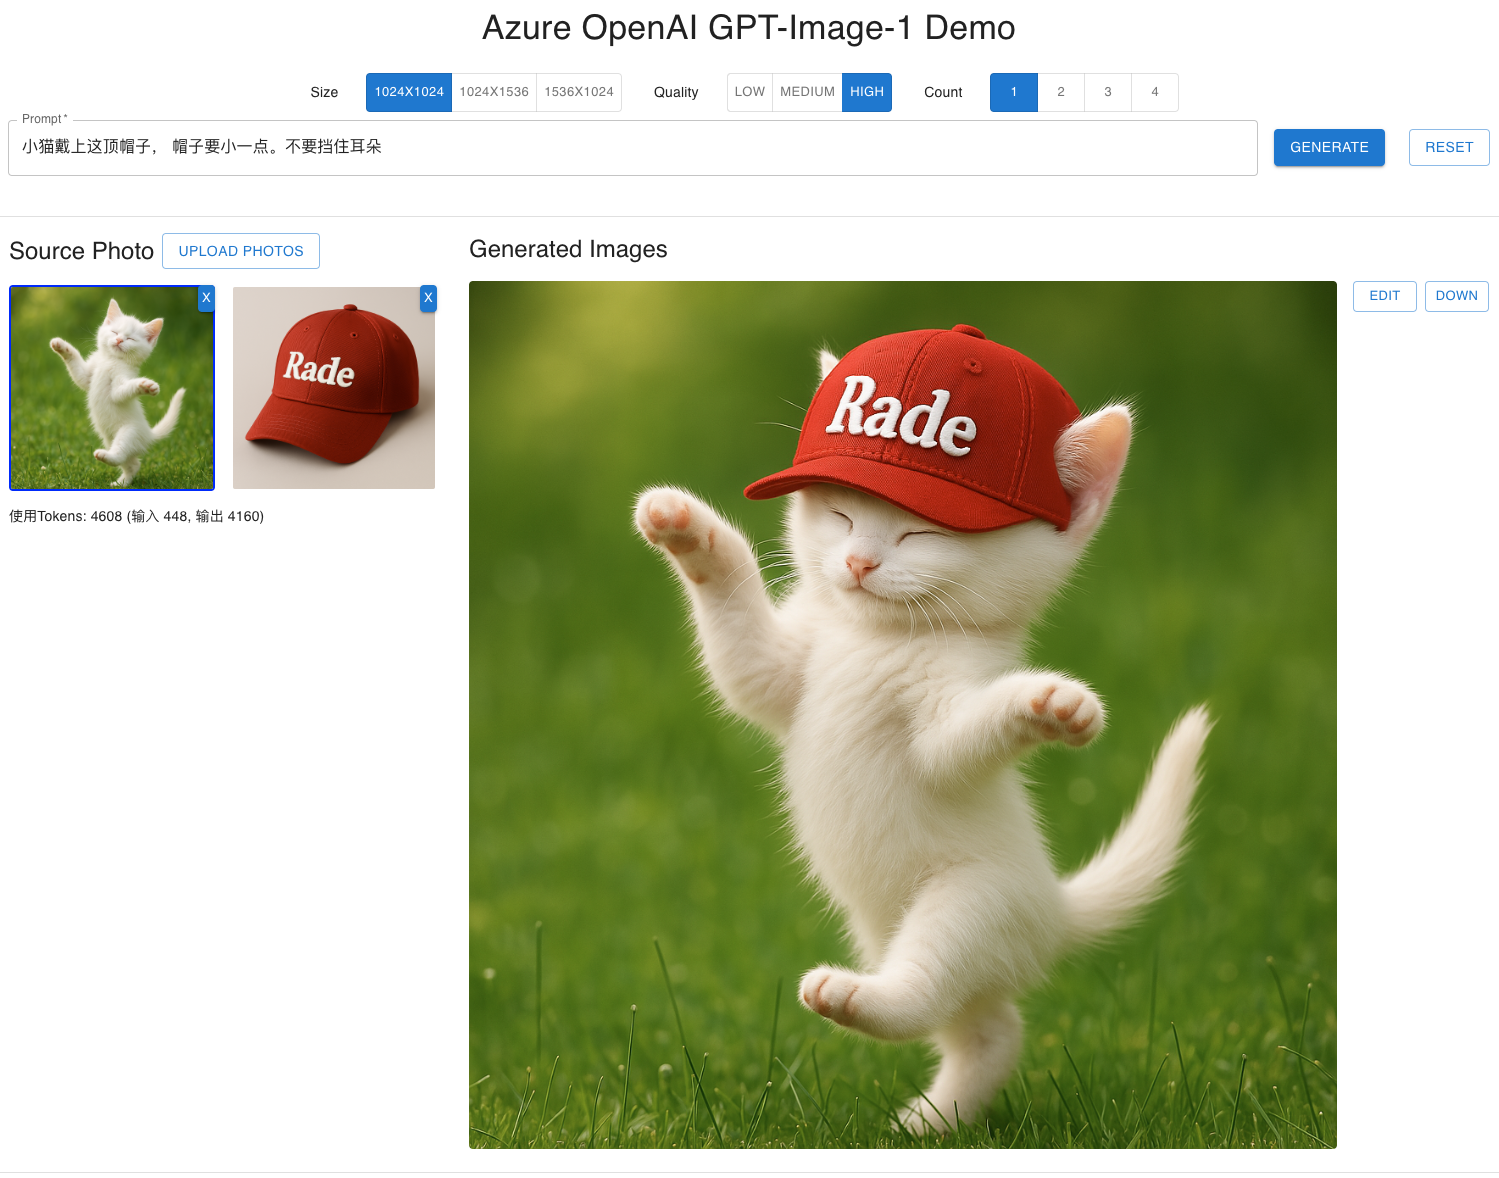 Azure OpenAI GPT-Image-1 Demo
Size 1024X1024 1024X1536 1536X1024 Quality LOW MEDIUM HIGH Count 1 2 3 4
Prompt *
小猫戴上这顶帽子， 帽子要小一点。不要挡住耳朵
GENERATE RESET
Source Photo UPLOAD PHOTOS
X X
Rade
使用Tokens: 4608 (输入 448, 输出 4160)
Generated Images
EDIT DOWN
Rade